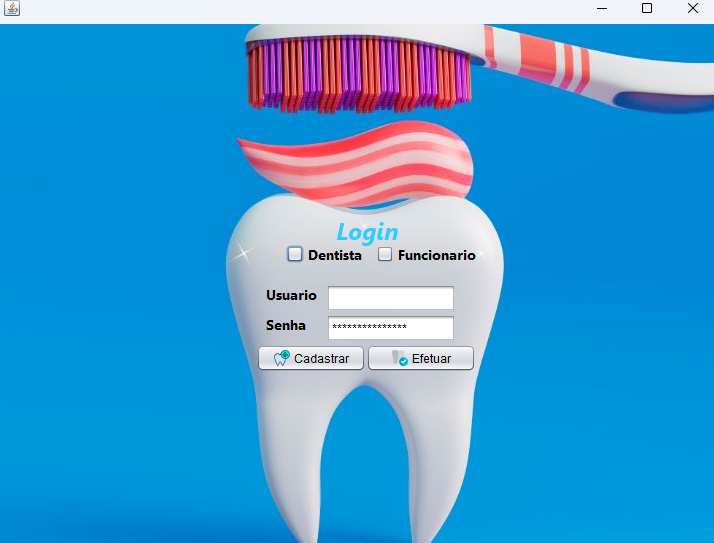 Login
Dentista Funcionario
Usuario
Senha ***************
Cadastrar Efetuar